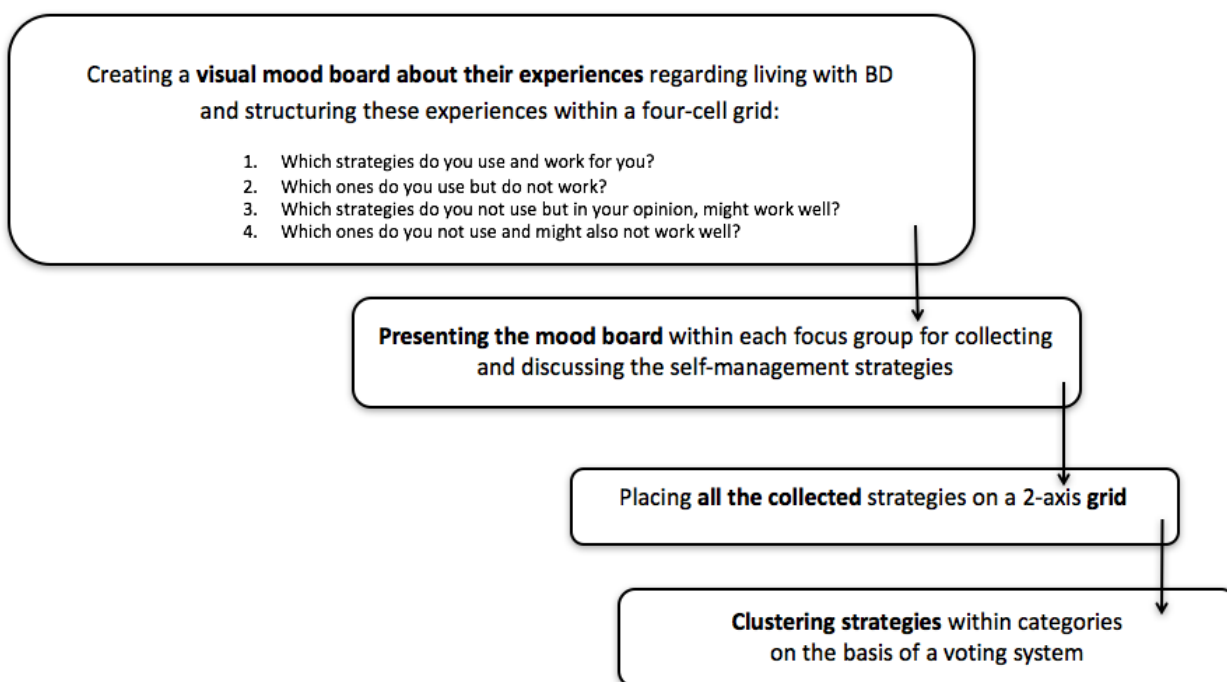 Creating a visual mood board about their experiences regarding living with BD
and structuring these experiences within a four-cell grid:
1. Which strategies do you use and work for you?
2. Which ones do you use but do not work?
3. Which strategies do you not use but in your opinion, might work well?
4. Which ones do you not use and might also not work well?
Presenting the mood board within each focus group for collecting
and discussing the self-management strategies
Placing all the collected strategies on a 2-axis grid
Clustering strategies within categories
on the basis of a voting system